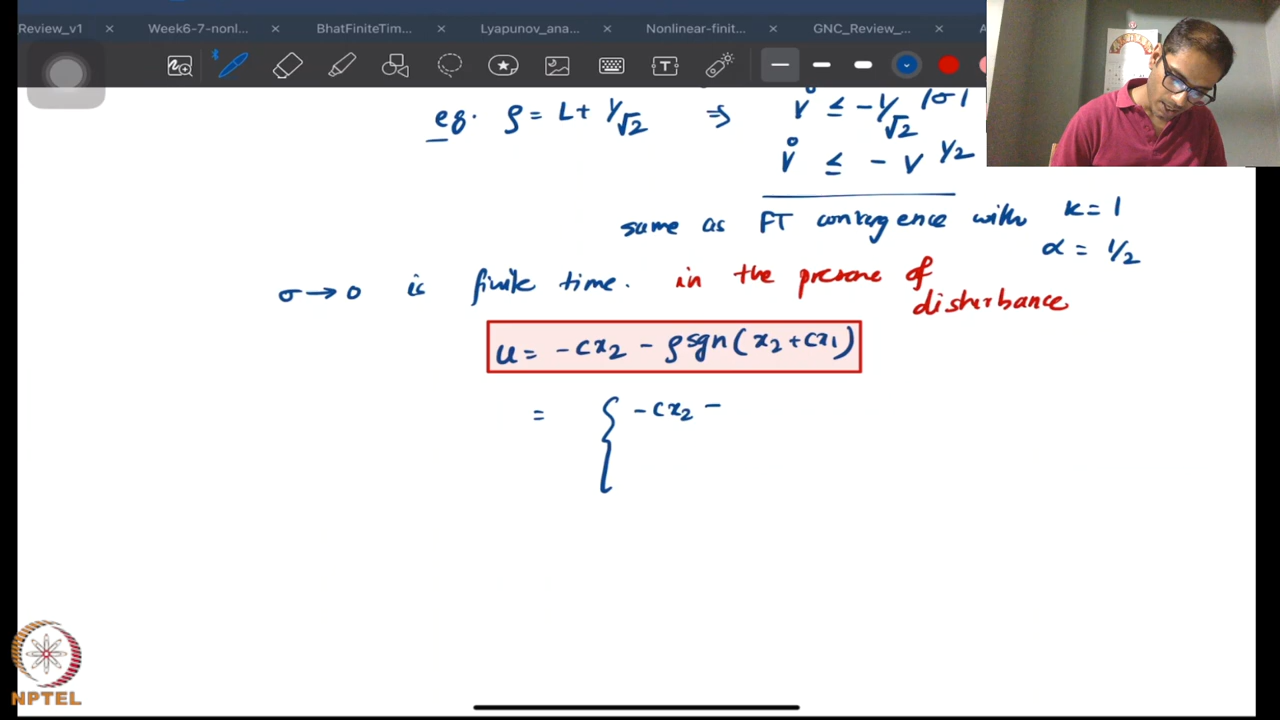 Review_v1 Week6-7-nonl... BhatFiniteTim... Lyapunov_ana... Nonlinear-finit... GNC_Review_...
eg. ρ = L + 1/√2 ⇒ V̊ ≤ -1/√2 |σ|
V̊ ≤ - V^1/2
same as FT convergence with k=1
α = 1/2
σ → 0 is finite time. in the presone of
disturbance
u = -cx₂ - ρ sgn(x₂ + cx₁)
= { -cx₂ -
NPTEL